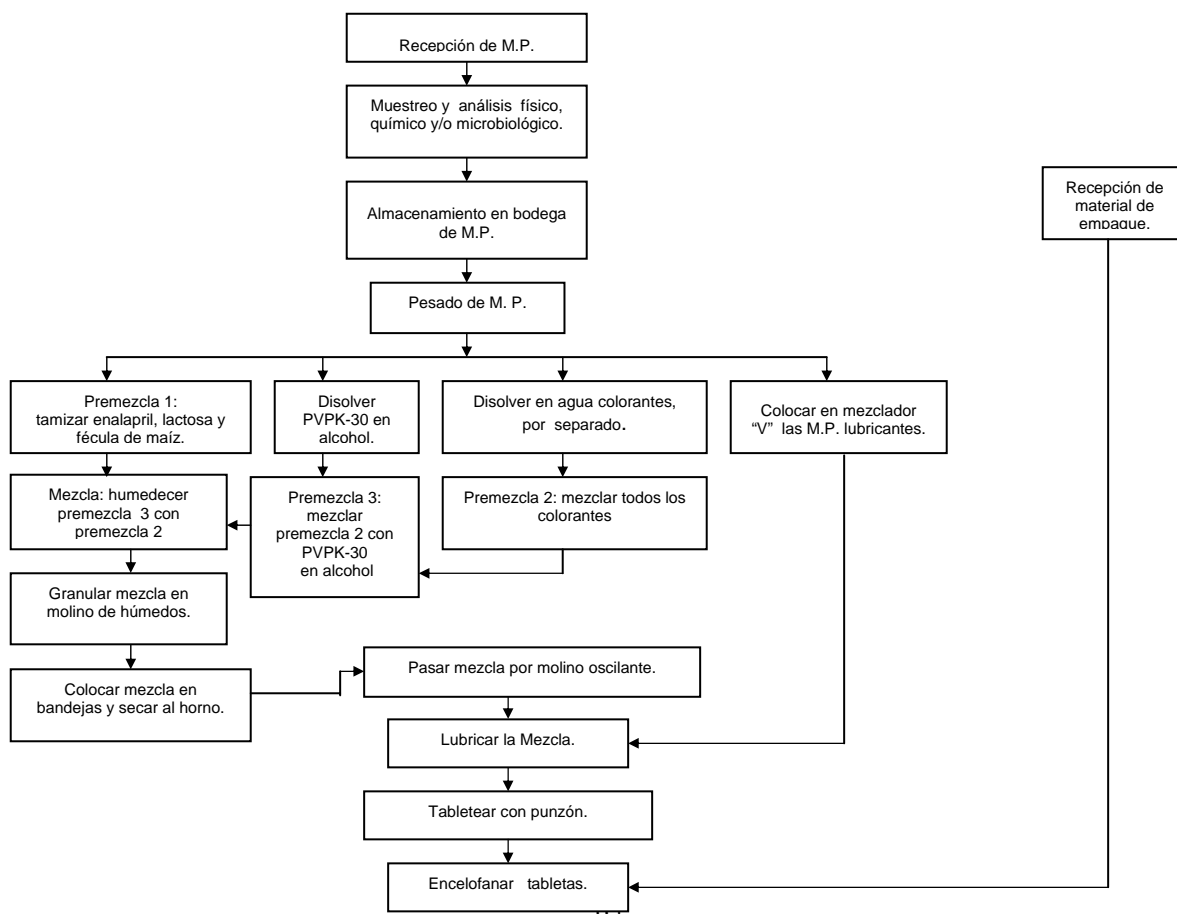 Recepción de M.P.
Muestreo y análisis físico,
químico y/o microbiológico.
Almacenamiento en bodega
de M.P.
Recepción de
material de
empaque.
Pesado de M. P.
Premezcla 1:
tamizar enalapril, lactosa y
fécula de maíz.
Disolver
PVPK-30 en
alcohol.
Disolver en agua colorantes,
por separado.
Colocar en mezclador
“V” las M.P. lubricantes.
Mezcla: humedecer
premezcla 3 con
premezcla 2
Premezcla 3:
mezclar
premezcla 2 con
PVPK-30
en alcohol
Premezcla 2: mezclar todos los
colorantes
Granular mezcla en
molino de húmedos.
Colocar mezcla en
bandejas y secar al horno.
Pasar mezcla por molino oscilante.
Lubricar la Mezcla.
Tabletear con punzón.
Encelofanar tabletas.